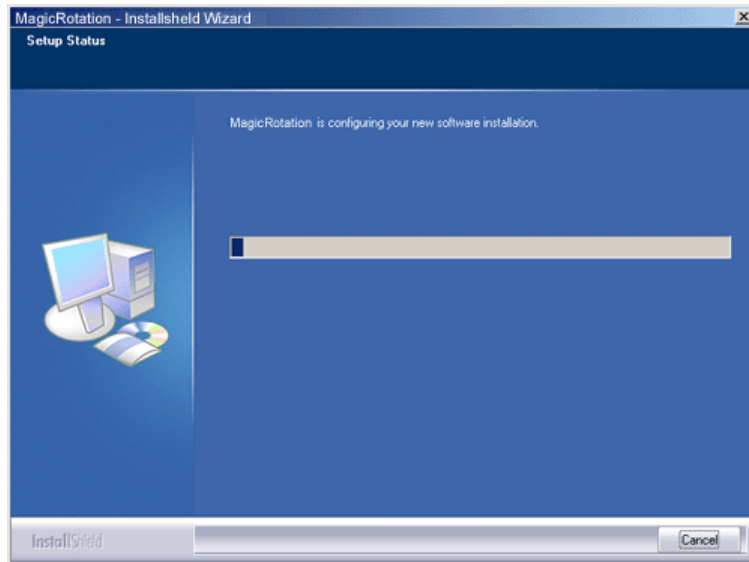 MagicRotation - Installsheld Wizard
Setup Status
MagicRotation is configuring your new software installation.
InstallShield
Cancel